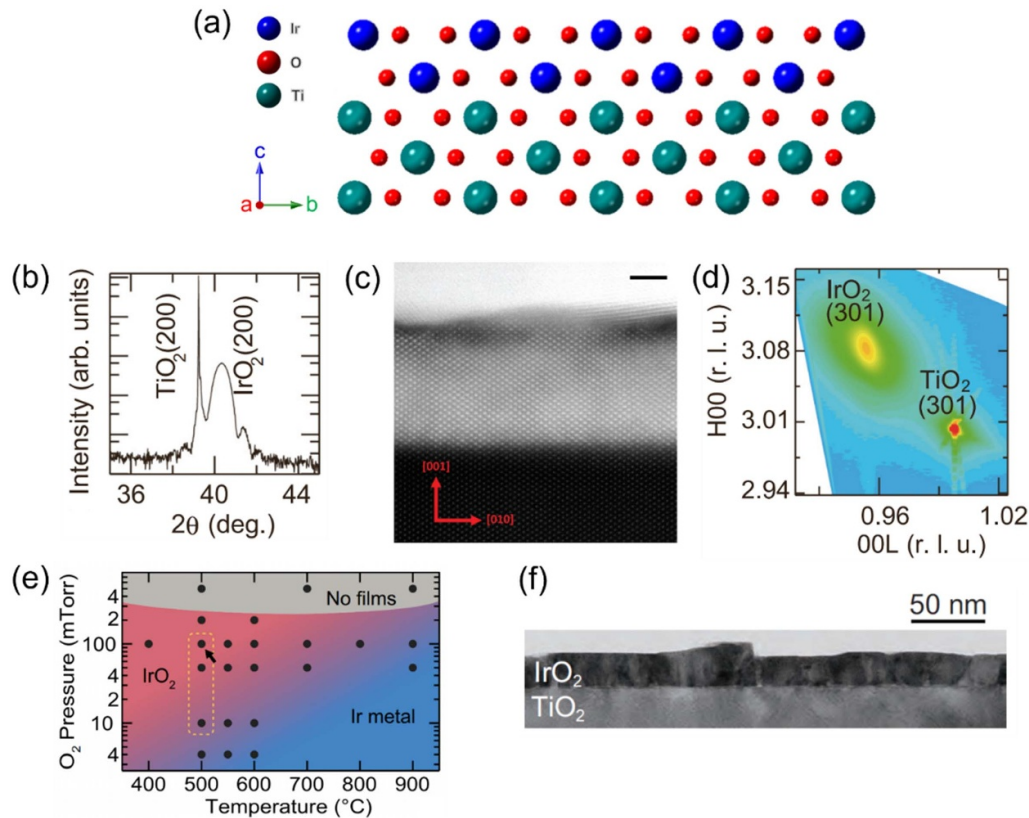 (a)
Ir
O
Ti
c
a
b
(b)
Intensity (arb. units)
TiO₂(200)
IrO₂(200)
36 40 44
2θ (deg.)
(c)
[001]
[010]
(d)
H00 (r. l. u.)
3.15
3.08
3.01
2.94
IrO₂
(301)
TiO₂
(301)
0.96 1.02
00L (r. l. u.)
(e)
O₂ Pressure (mTorr)
4
2
100
4
2
10
4
No films
IrO₂
Ir metal
400 500 600 700 800 900
Temperature (°C)
(f)
50 nm
IrO₂
TiO₂